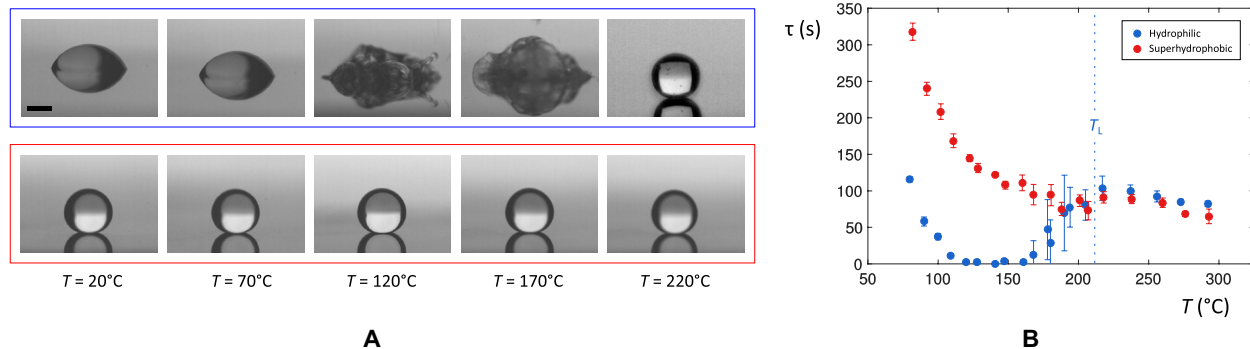 T = 20°C
T = 70°C
T = 120°C
T = 170°C
T = 220°C
A
τ (s)
350
300
250
200
150
100
50
0
50
100
150
200
250
300
T (°C)
T_L
Hydrophilic
Superhydrophobic
B